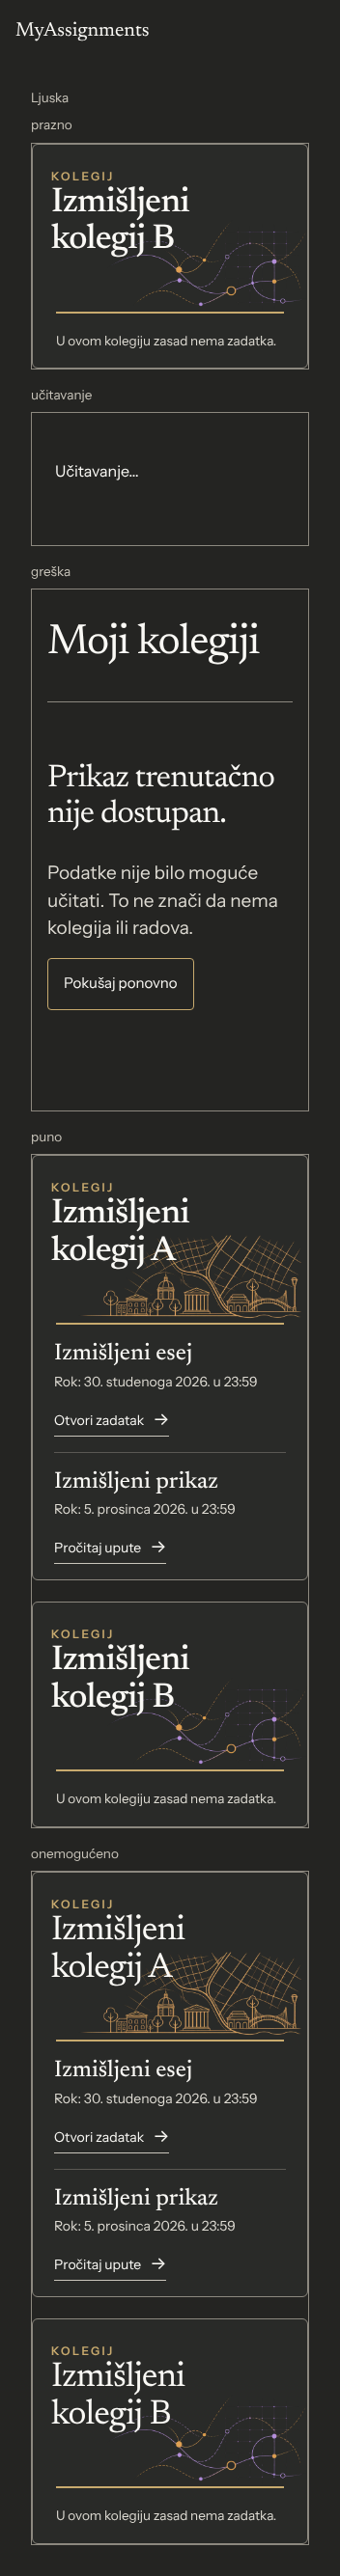 MyAssignments
Ljuska
prazno
KOLEGIJ
Izmišljeni
kolegij B
U ovom kolegiju zasad nema zadatka.
učitavanje
Učitavanje…
greška
Moji kolegiji
Prikaz trenutačno
nije dostupan.
Podatke nije bilo moguće
učitati. To ne znači da nema
kolegija ili radova.
Pokušaj ponovno
puno
KOLEGIJ
Izmišljeni
kolegij A
Izmišljeni esej
Rok: 30. studenoga 2026. u 23:59
Otvori zadatak →
Izmišljeni prikaz
Rok: 5. prosinca 2026. u 23:59
Pročitaj upute →
KOLEGIJ
Izmišljeni
kolegij B
U ovom kolegiju zasad nema zadatka.
onemogućeno
KOLEGIJ
Izmišljeni
kolegij A
Izmišljeni esej
Rok: 30. studenoga 2026. u 23:59
Otvori zadatak →
Izmišljeni prikaz
Rok: 5. prosinca 2026. u 23:59
Pročitaj upute →
KOLEGIJ
Izmišljeni
kolegij B
U ovom kolegiju zasad nema zadatka.